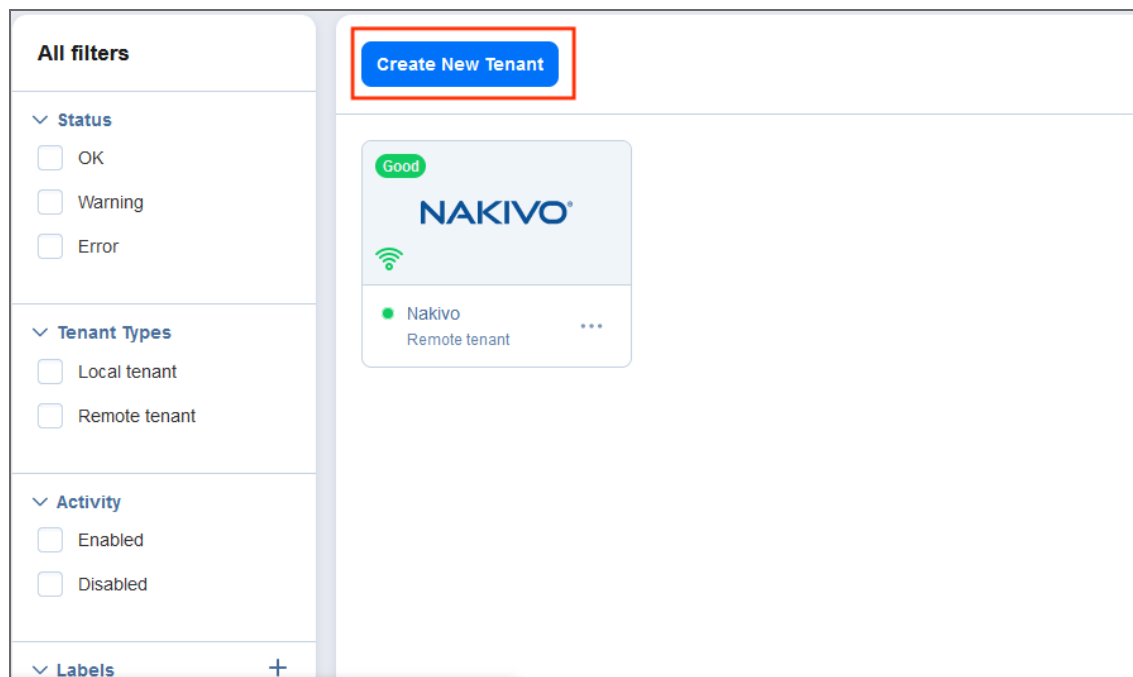 All filters
Status
OK
Warning
Error
Tenant Types
Local tenant
Remote tenant
Activity
Enabled
Disabled
Labels
Create New Tenant
Good
NAKIVO®
Nakivo
Remote tenant